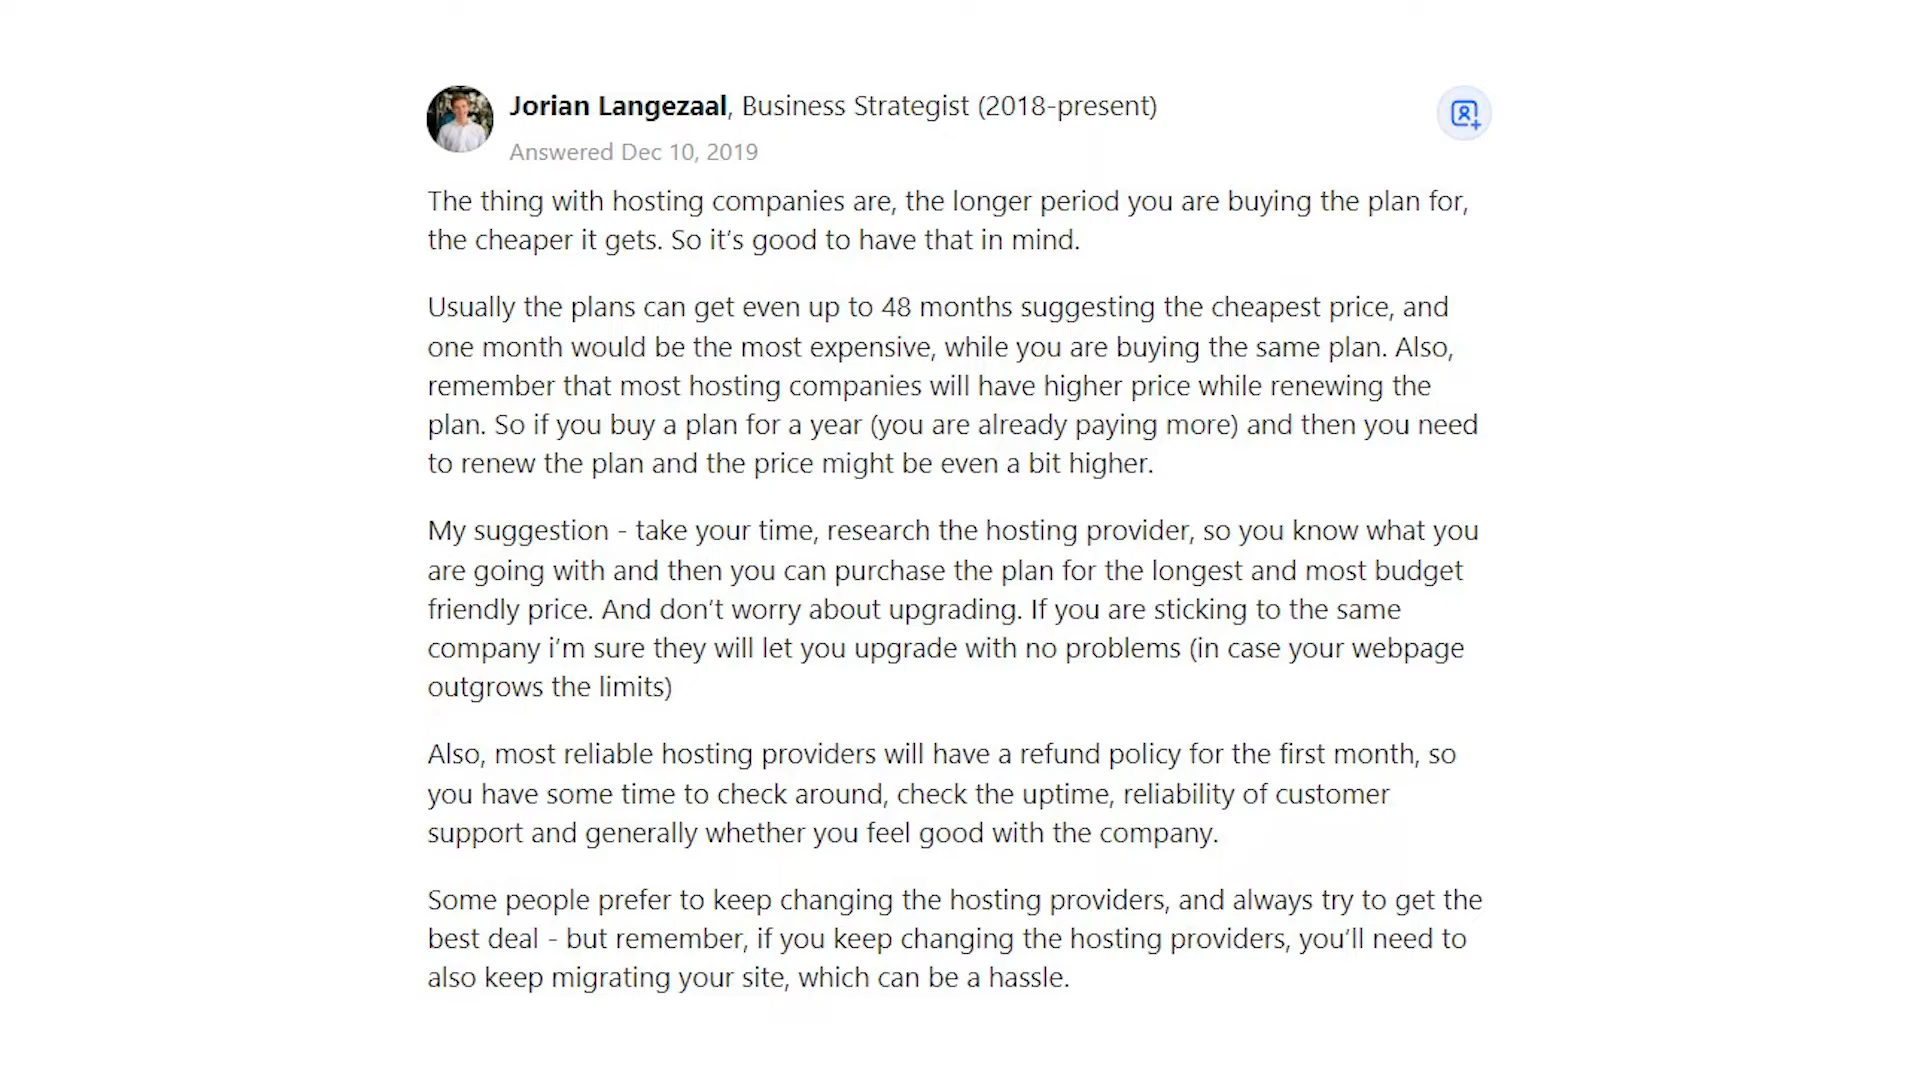 Jorian Langezaal, Business Strategist (2018-present)
Answered Dec 10, 2019
The thing with hosting companies are, the longer period you are buying the plan for,
the cheaper it gets. So it’s good to have that in mind.
Usually the plans can get even up to 48 months suggesting the cheapest price, and
one month would be the most expensive, while you are buying the same plan. Also,
remember that most hosting companies will have higher price while renewing the
plan. So if you buy a plan for a year (you are already paying more) and then you need
to renew the plan and the price might be even a bit higher.
My suggestion - take your time, research the hosting provider, so you know what you
are going with and then you can purchase the plan for the longest and most budget
friendly price. And don’t worry about upgrading. If you are sticking to the same
company i’m sure they will let you upgrade with no problems (in case your webpage
outgrows the limits)
Also, most reliable hosting providers will have a refund policy for the first month, so
you have some time to check around, check the uptime, reliability of customer
support and generally whether you feel good with the company.
Some people prefer to keep changing the hosting providers, and always try to get the
best deal - but remember, if you keep changing the hosting providers, you’ll need to
also keep migrating your site, which can be a hassle.